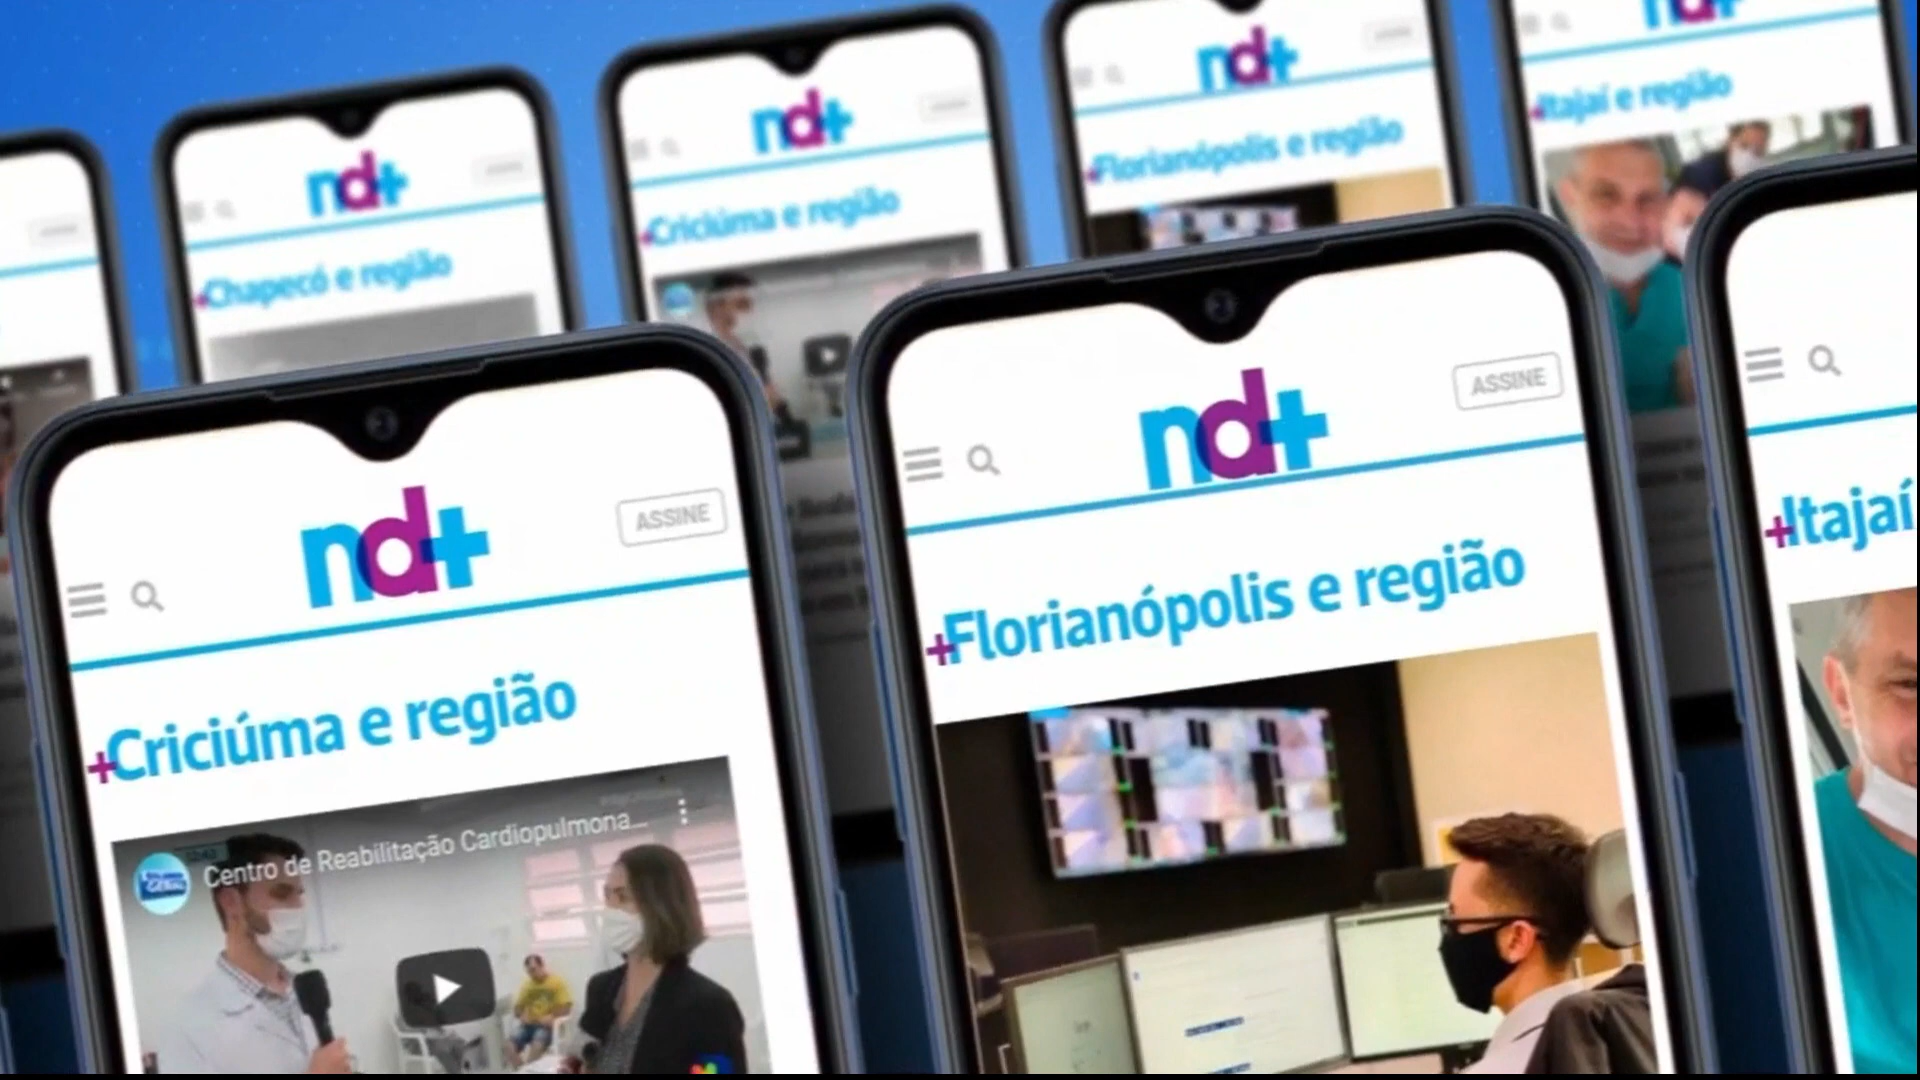 nd+
Chapecó e região
nd+
+Criciúma e região
nd+
+Florianópolis e região
nd+
+Itajaí e região
nd+
ASSINE
+Criciúma e região
Centro de Reabilitação Cardiopulmona...
nd+
ASSINE
+Florianópolis e região
+Itajaí